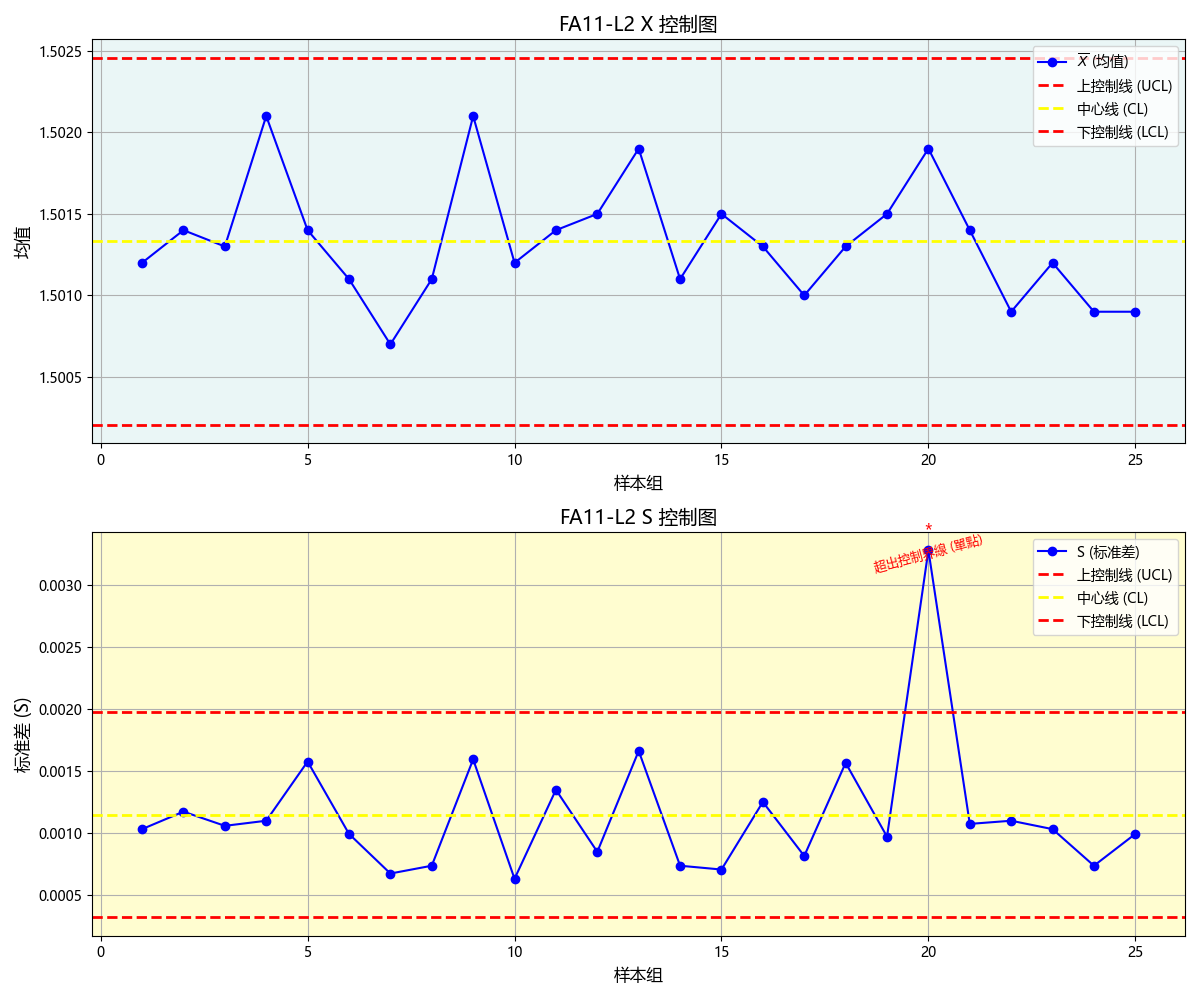 FA11-L2 X 控制图
1.5025
1.5020
1.5015
1.5010
1.5005
均值
X (均值)
上控制线 (UCL)
中心线 (CL)
下控制线 (LCL)
0 5 10 15 20 25
样本组
FA11-L2 S 控制图
*
超出控制界線 (單點)
0.0030
0.0025
0.0020
0.0015
0.0010
0.0005
标准差 (S)
S (标准差)
上控制线 (UCL)
中心线 (CL)
下控制线 (LCL)
0 5 10 15 20 25
样本组